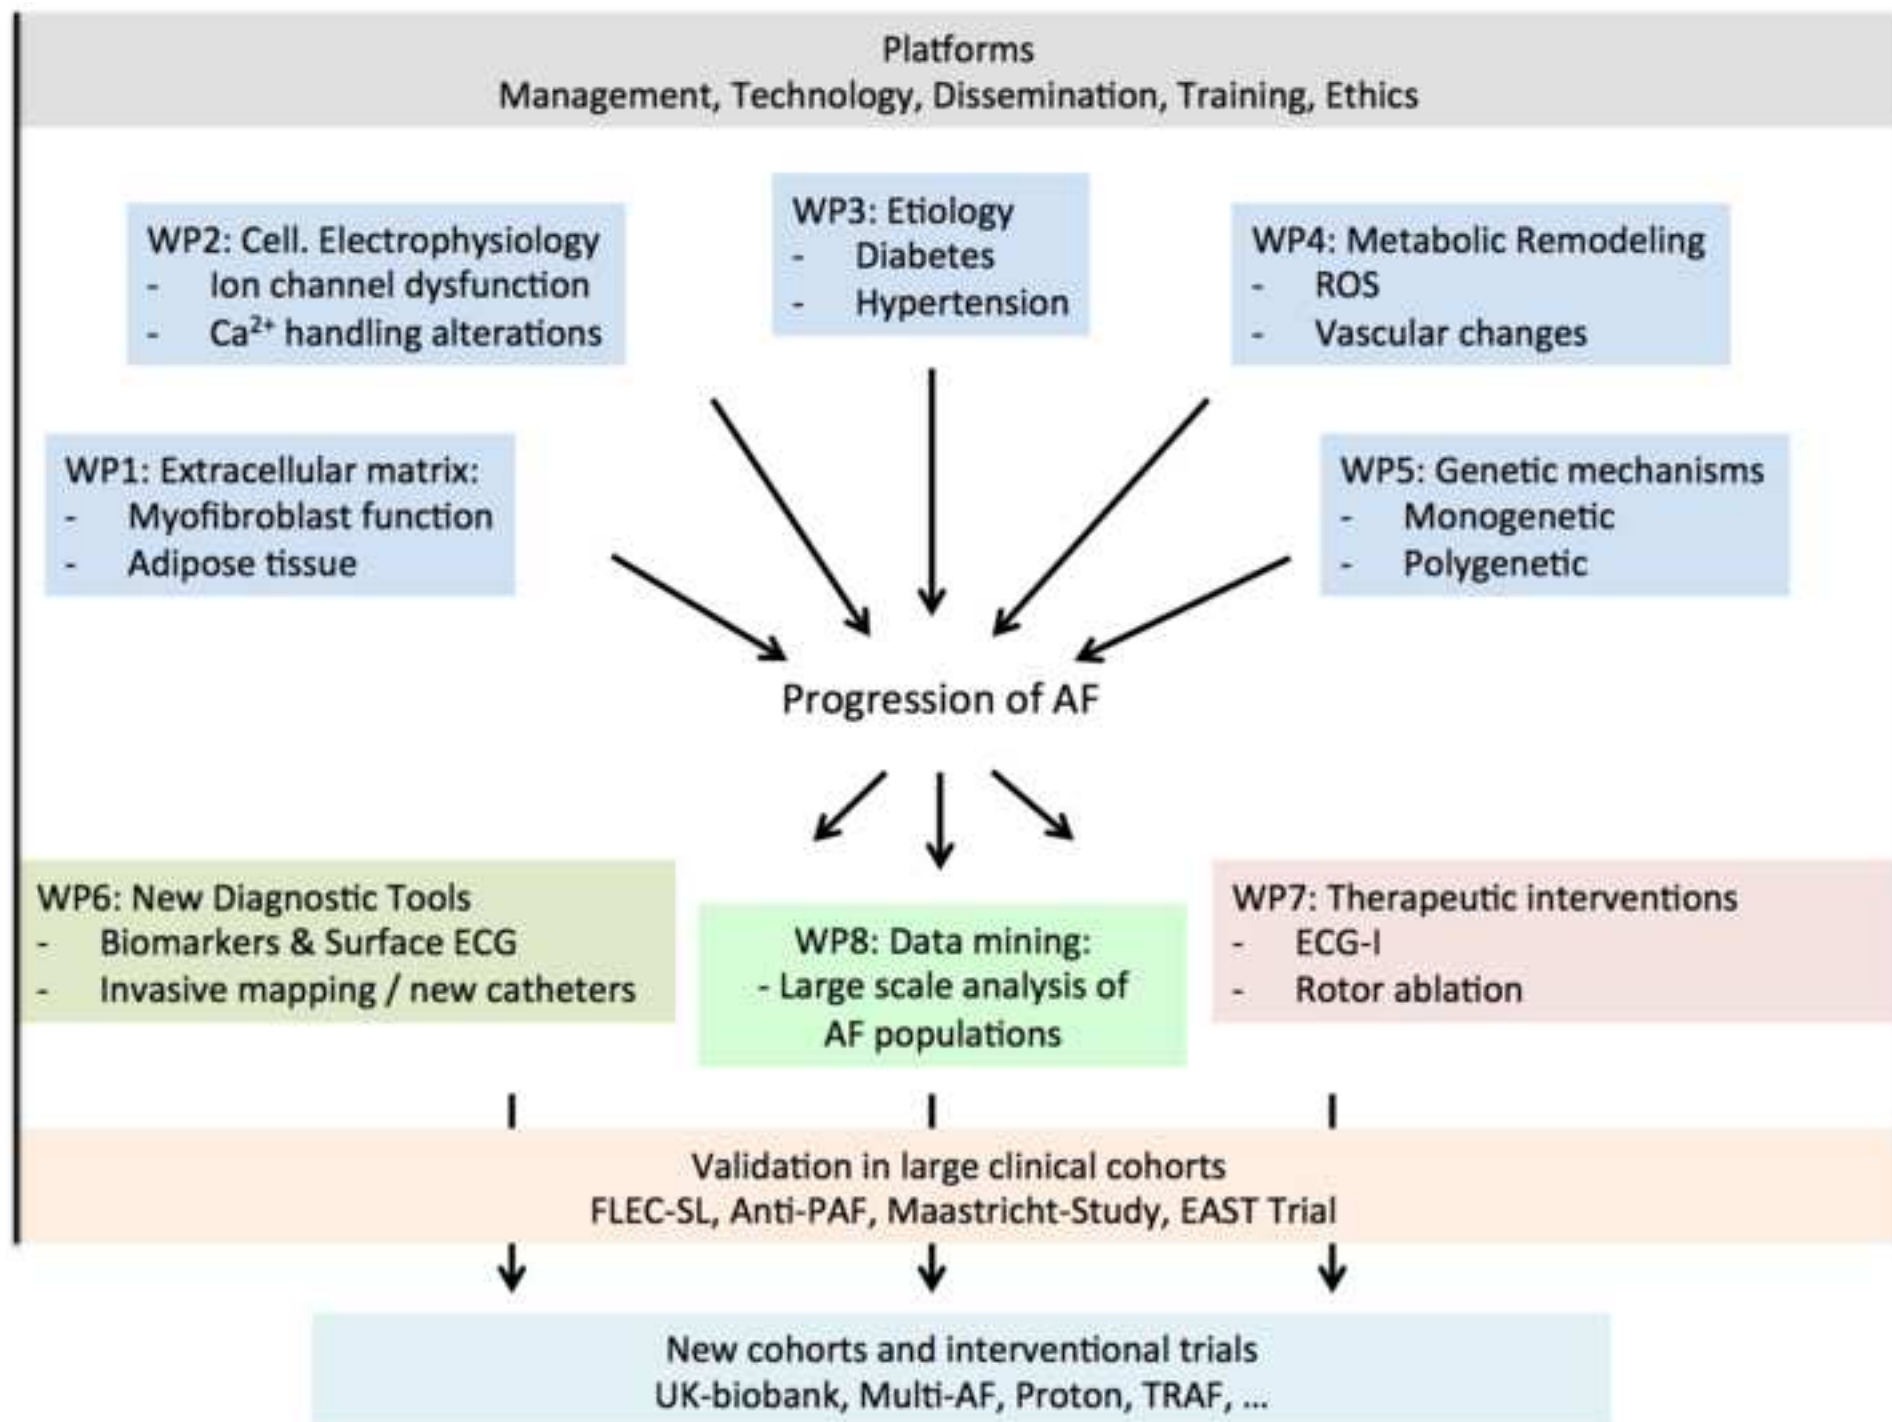 Platforms
Management, Technology, Dissemination, Training, Ethics
WP2: Cell. Electrophysiology
- Ion channel dysfunction
- Ca²⁺ handling alterations
WP3: Etiology
- Diabetes
- Hypertension
WP4: Metabolic Remodeling
- ROS
- Vascular changes
WP1: Extracellular matrix:
- Myofibroblast function
- Adipose tissue
WP5: Genetic mechanisms
- Monogenetic
- Polygenetic
Progression of AF
WP6: New Diagnostic Tools
- Biomarkers & Surface ECG
- Invasive mapping / new catheters
WP8: Data mining:
- Large scale analysis of
AF populations
WP7: Therapeutic interventions
- ECG-I
- Rotor ablation
Validation in large clinical cohorts
FLEC-SL, Anti-PAF, Maastricht-Study, EAST Trial
New cohorts and interventional trials
UK-biobank, Multi-AF, Proton, TRAF, ...